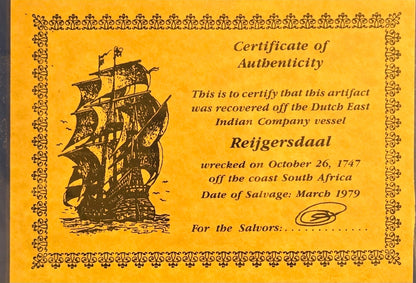 Certificate of
Authenticity
This is to certify that this artifact
was recovered off the Dutch East
Indian Company vessel
Reijgersdaal
wrecked on October 26, 1747
off the coast South Africa
Date of Salvage: March 1979
For the Salvors:.............